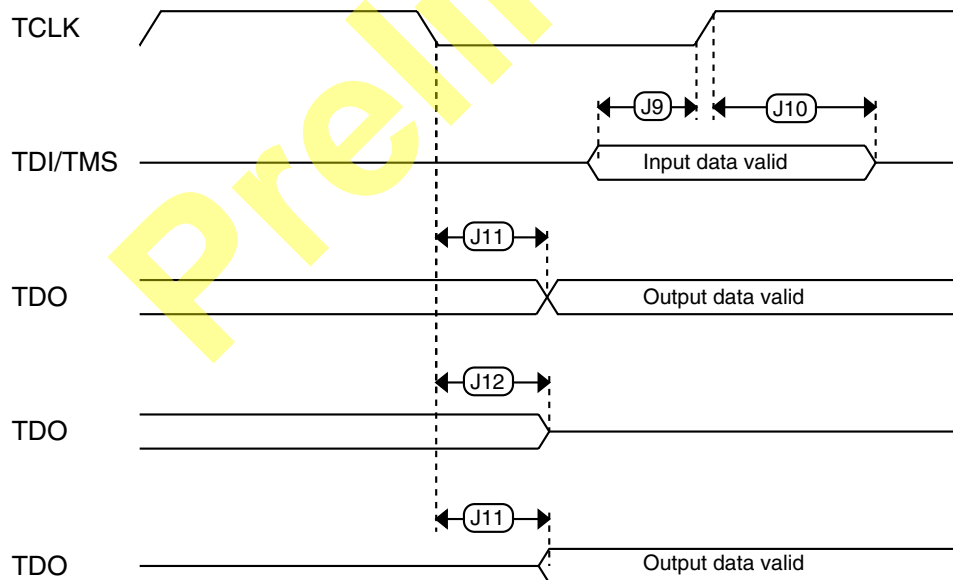 TCLK
J9
J10
TDI/TMS
Input data valid
J11
TDO
Output data valid
J12
TDO
J11
TDO
Output data valid
Preli